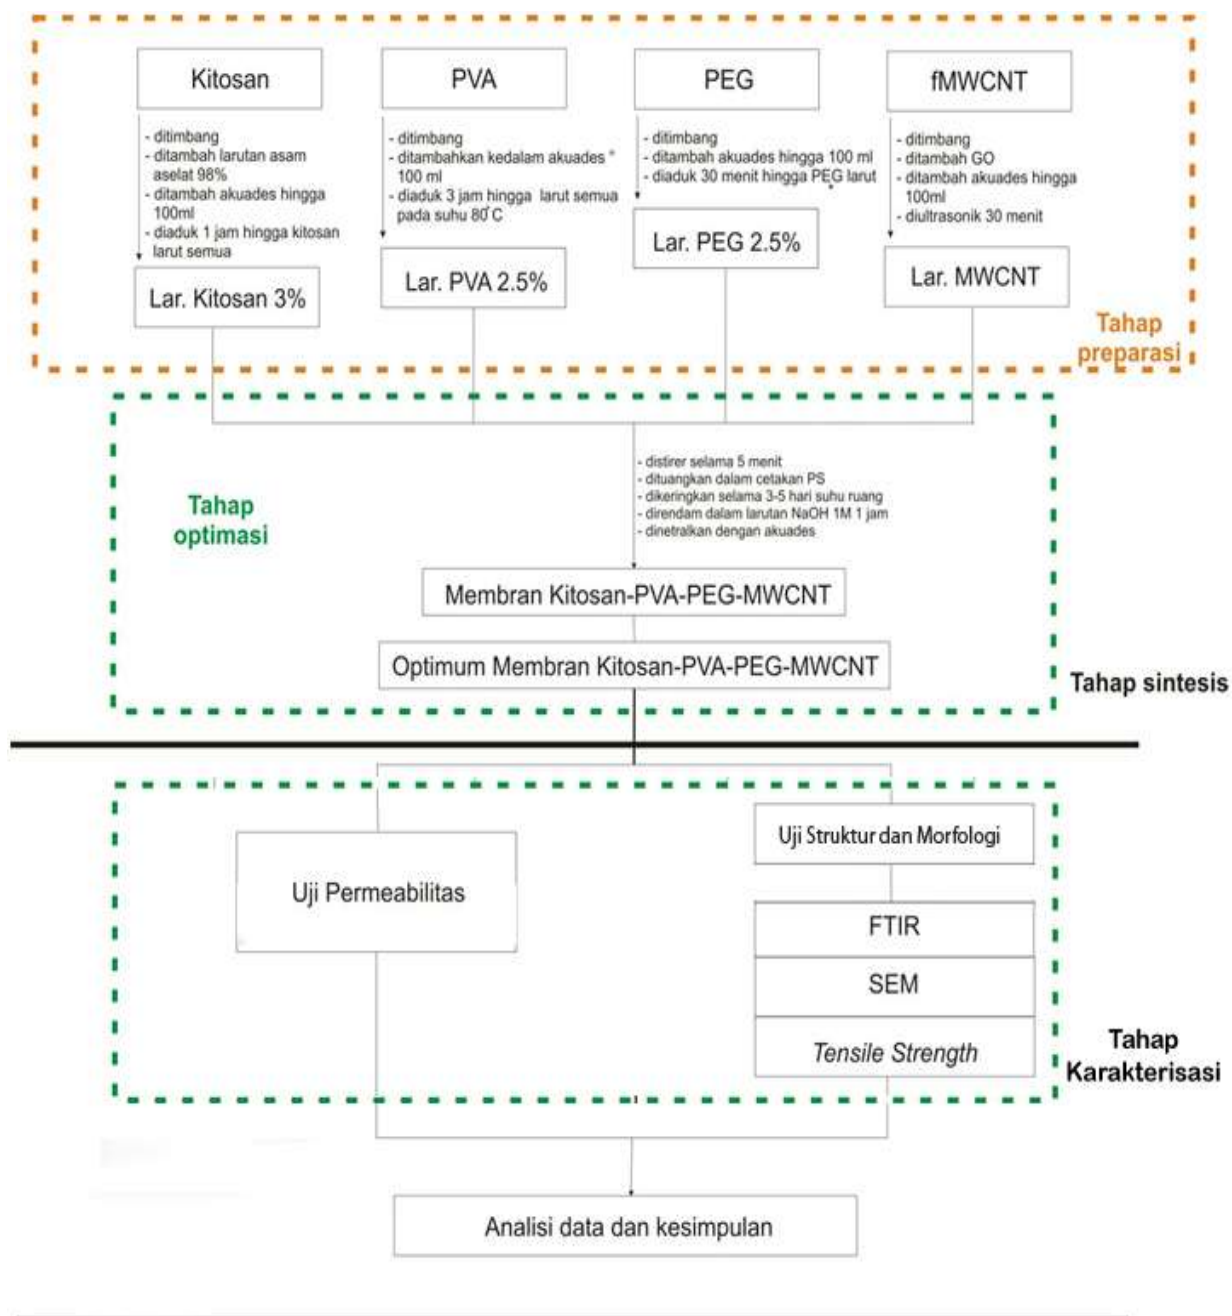 Kitosan
- ditimbang
- ditambah larutan asam
aselat 98%
- ditambah akuades hingga
100ml
- diaduk 1 jam hingga kitosan
larut semua
Lar. Kitosan 3%
PVA
- ditimbang
- ditambahkan kedalam akuades °
100 ml
- diaduk 3 jam hingga larut semua
pada suhu 80°C
Lar. PVA 2.5%
PEG
- ditimbang
- ditambah akuades hingga 100 ml
- diaduk 30 menit hingga PEG larut
Lar. PEG 2.5%
fMWCNT
- ditimbang
- ditambah GO
- ditambah akuades hingga
100ml
- diultrasonik 30 menit
Lar. MWCNT
Tahap
preparasi
Tahap
optimasi
- distirer selama 5 menit
- dituangkan dalam cetakan PS
- dikeringkan selama 3-5 hari suhu ruang
- direndam dalam larutan NaOH 1M 1 jam
- dinetralkan dengan akuades
Membran Kitosan-PVA-PEG-MWCNT
Optimum Membran Kitosan-PVA-PEG-MWCNT
Tahap sintesis
Uji Permeabilitas
Uji Struktur dan Morfologi
FTIR
SEM
Tensile Strength
Tahap
Karakterisasi
Analisi data dan kesimpulan